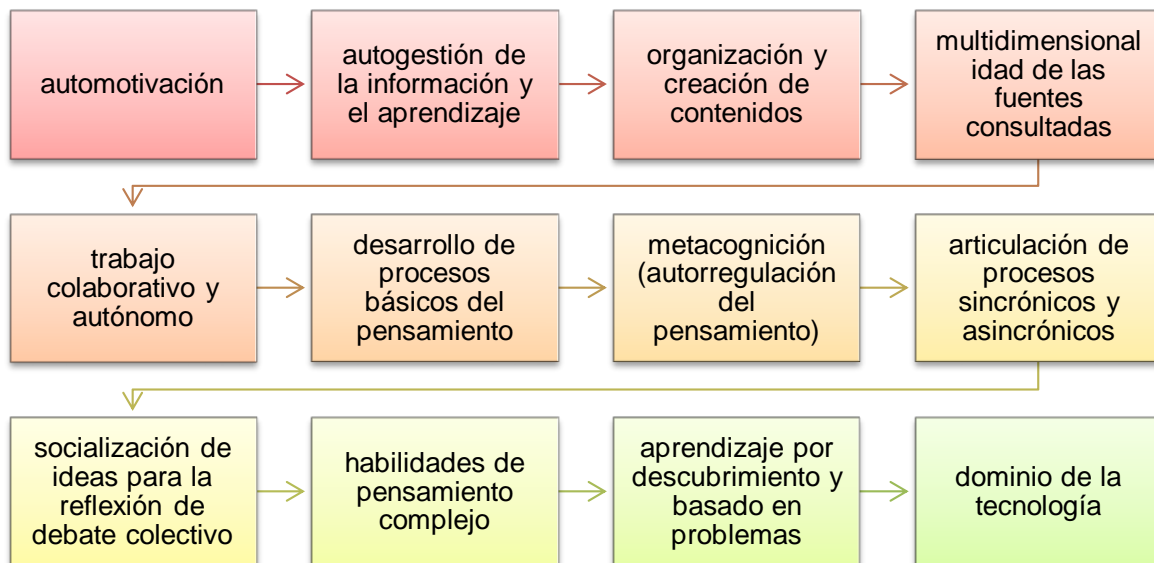 automotivación
autogestión de
la información y
el aprendizaje
organización y
creación de
contenidos
multidimensional
idad de las
fuentes
consultadas
trabajo
colaborativo y
autónomo
desarrollo de
procesos
básicos del
pensamiento
metacognición
(autorregulación
del
pensamiento)
articulación de
procesos
sincrónicos y
asincrónicos
socialización de
ideas para la
reflexión de
debate colectivo
habilidades de
pensamiento
complejo
aprendizaje por
descubrimiento y
basado en
problemas
dominio de la
tecnología